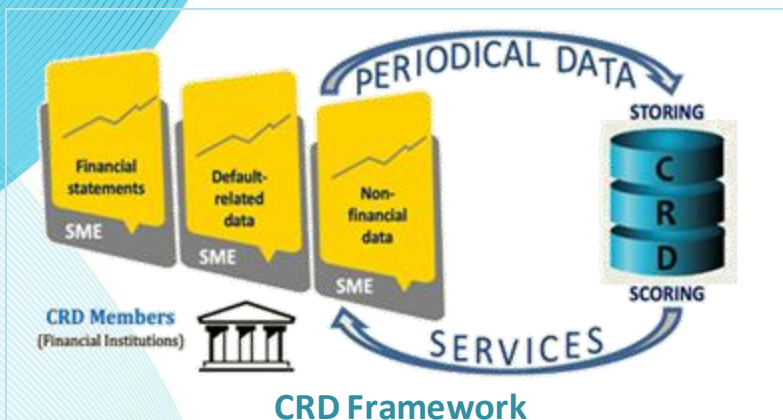 PERIODICAL DATA
Financial
statements
SME
Default-
related
data
SME
Non-
financial
data
SME
STORING
C
R
D
SCORING
CRD Members
(Financial Institutions)
SERVICES
CRD Framework